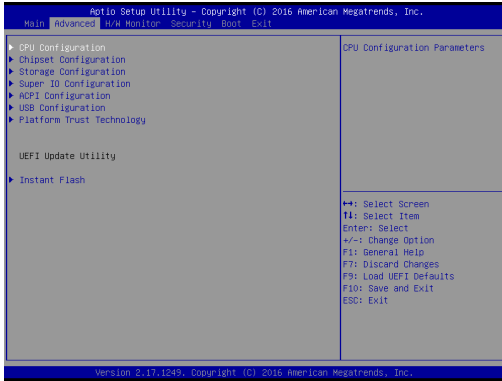 Aptio Setup Utility – Copyright (C) 2016 American Megatrends, Inc.
Main Advanced H/W Monitor Security Boot Exit
CPU Configuration
Chipset Configuration
Storage Configuration
Super IO Configuration
ACPI Configuration
USB Configuration
Platform Trust Technology
UEFI Update Utility
Instant Flash
CPU Configuration Parameters
↔: Select Screen
↑↓: Select Item
Enter: Select
+/-: Change Option
F1: General Help
F7: Discard Changes
F9: Load UEFI Defaults
F10: Save and Exit
ESC: Exit
Version 2.17.1249. Copyright (C) 2016 American Megatrends, Inc.